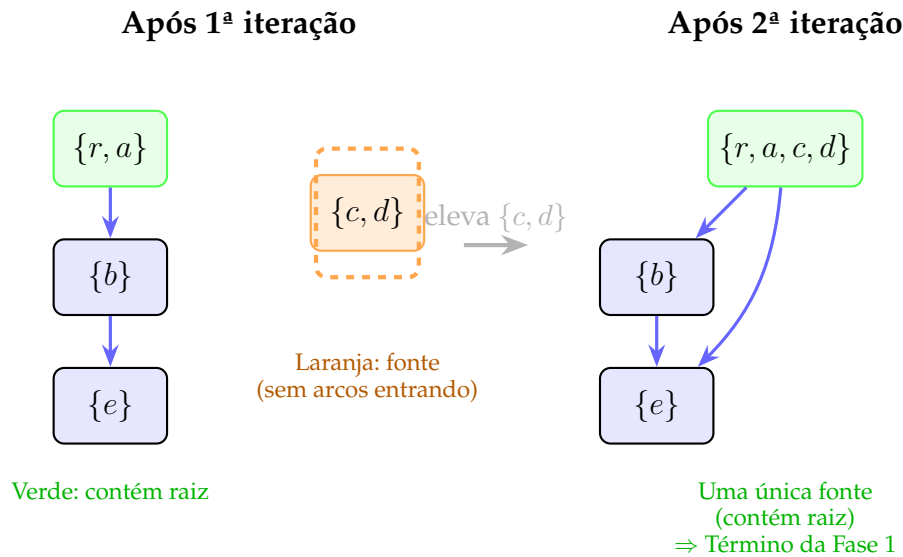 Após 1ª iteração
Após 2ª iteração
{r, a}
{c, d}
eleva {c, d}
{r, a, c, d}
{b}
{b}
{e}
{e}
Laranja: fonte
(sem arcos entrando)
Verde: contém raiz
Uma única fonte
(contém raiz)
⇒ Término da Fase 1